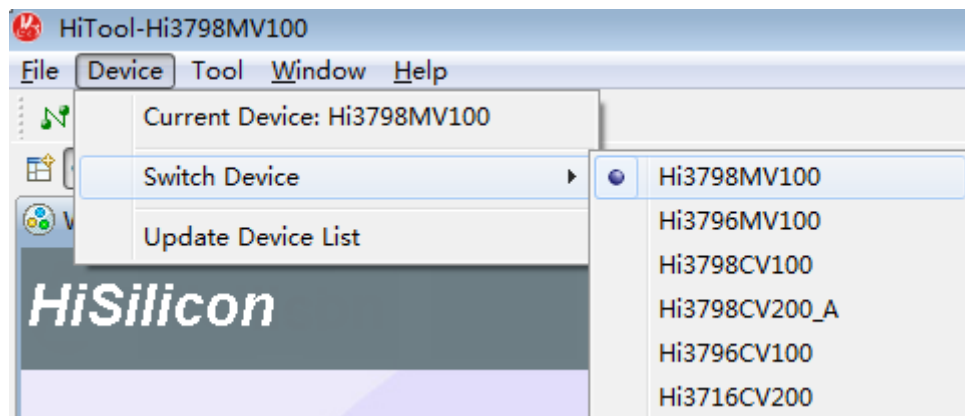 HiTool-Hi3798MV100
File Device Tool Window Help
Current Device: Hi3798MV100
Switch Device
Update Device List
Hi3798MV100
Hi3796MV100
Hi3798CV100
Hi3798CV200_A
Hi3796CV100
Hi3716CV200
HiSilicon